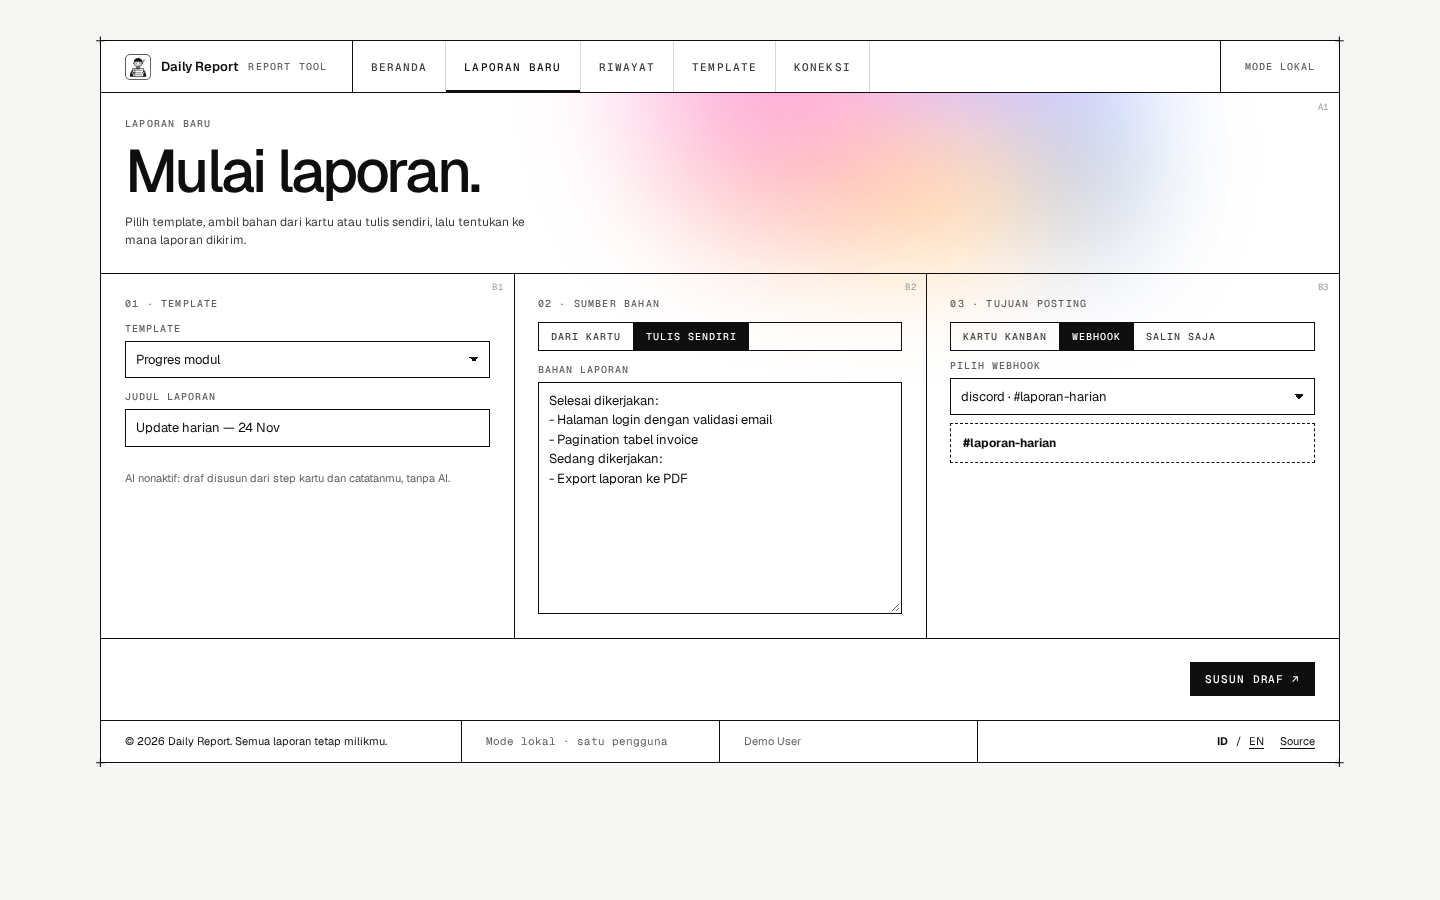 Daily Report REPORT TOOL
BERANDA
LAPORAN BARU
RIWAYAT
TEMPLATE
KONEKSI
MODE LOKAL
A1
LAPORAN BARU
Mulai laporan.
Pilih template, ambil bahan dari kartu atau tulis sendiri, lalu tentukan ke
mana laporan dikirim.
B1
01 · TEMPLATE
TEMPLATE
Progres modul
JUDUL LAPORAN
Update harian — 24 Nov
AI nonaktif: draf disusun dari step kartu dan catatanmu, tanpa AI.
B2
02 · SUMBER BAHAN
DARI KARTU
TULIS SENDIRI
BAHAN LAPORAN
Selesai dikerjakan:
- Halaman login dengan validasi email
- Pagination tabel invoice
Sedang dikerjakan:
- Export laporan ke PDF
B3
03 · TUJUAN POSTING
KARTU KANBAN
WEBHOOK
SALIN SAJA
PILIH WEBHOOK
discord · #laporan-harian
#laporan-harian
SUSUN DRAF ↗
© 2026 Daily Report. Semua laporan tetap milikmu.
Mode lokal · satu pengguna
Demo User
ID / EN
Source